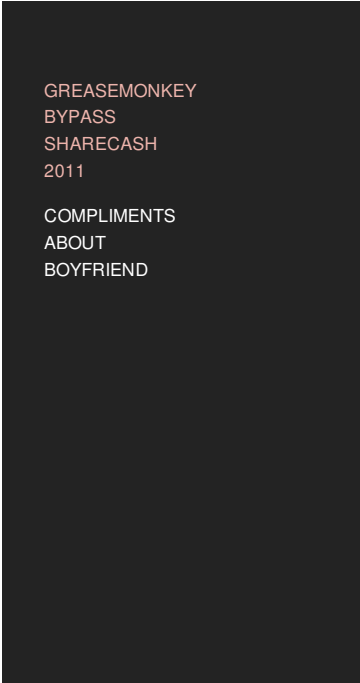 GREASEMONKEY
BYPASS
SHARECASH
2011
COMPLIMENTS
ABOUT
BOYFRIEND